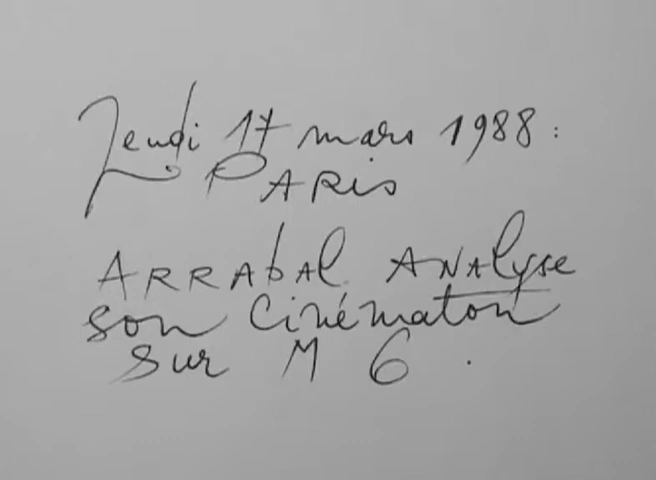 Jeudi 17 mars 1988 :
PARis
ARRAbAL ANAlyse
son Cinématon
sur M 6 .